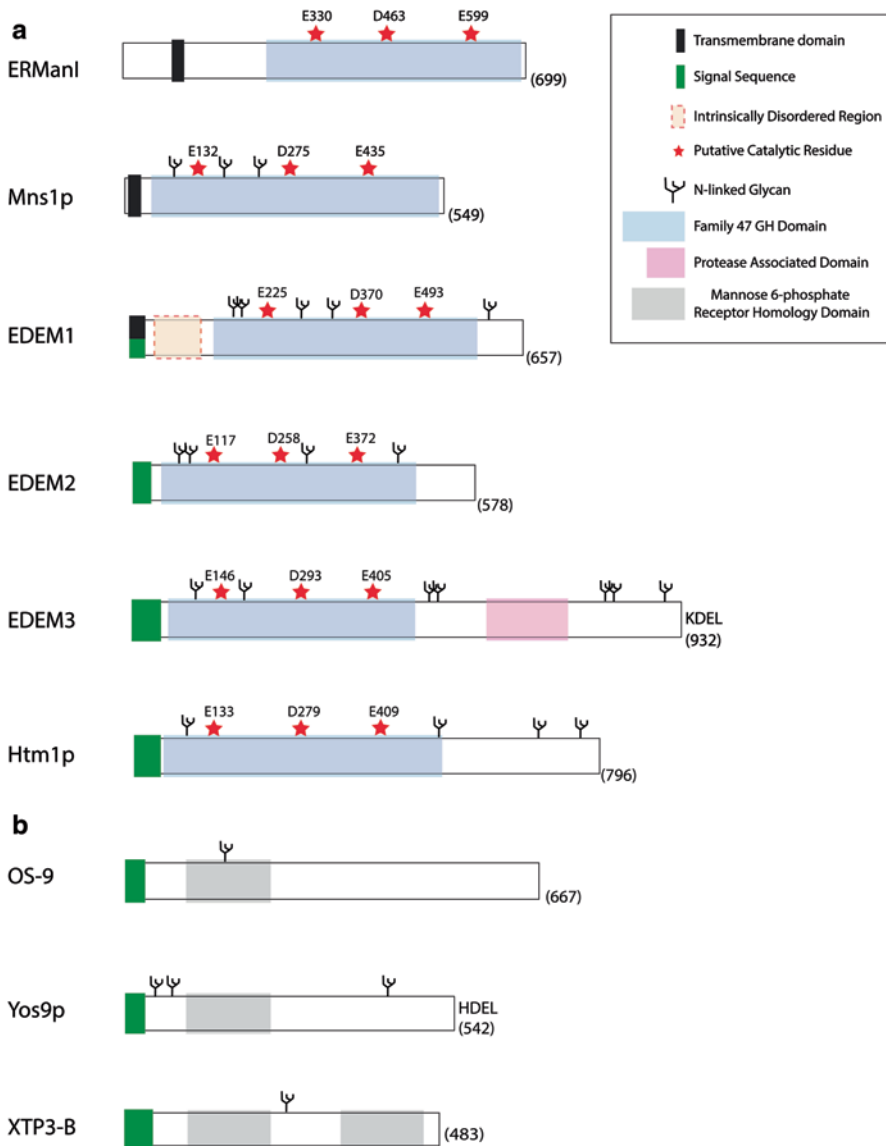 a
E330 D463 E599
ERManI
(699)
E132 D275 E435
Mns1p
(549)
E225 D370 E493
EDEM1
(657)
E117 D258 E372
EDEM2
(578)
E146 D293 E405
EDEM3
KDEL
(932)
E133 D279 E409
Htm1p
(796)
b
OS-9
(667)
Yos9p
HDEL
(542)
XTP3-B
(483)
Transmembrane domain
Signal Sequence
Intrinsically Disordered Region
Putative Catalytic Residue
N-linked Glycan
Family 47 GH Domain
Protease Associated Domain
Mannose 6-phosphate
Receptor Homology Domain